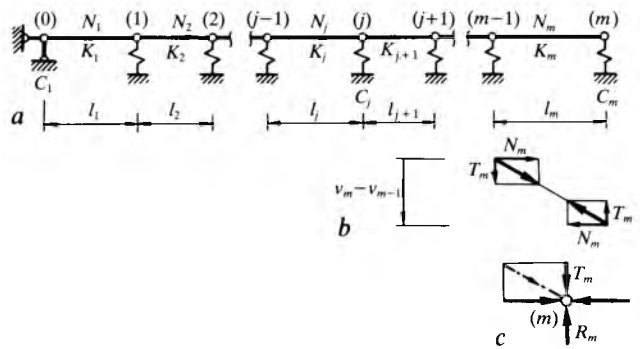 (0) N₁ (1) N₂ (2) (j−1) Nⱼ (j) (j+1) (m−1) Nₘ (m)
K₁ K₂ Kⱼ Kⱼ₊₁ Kₘ
C₁ Cⱼ Cₘ
a l₁ l₂ lⱼ lⱼ₊₁ lₘ
Nₘ
Tₘ
vₘ−vₘ₋₁
Tₘ
b Nₘ
Tₘ
(m)
c Rₘ